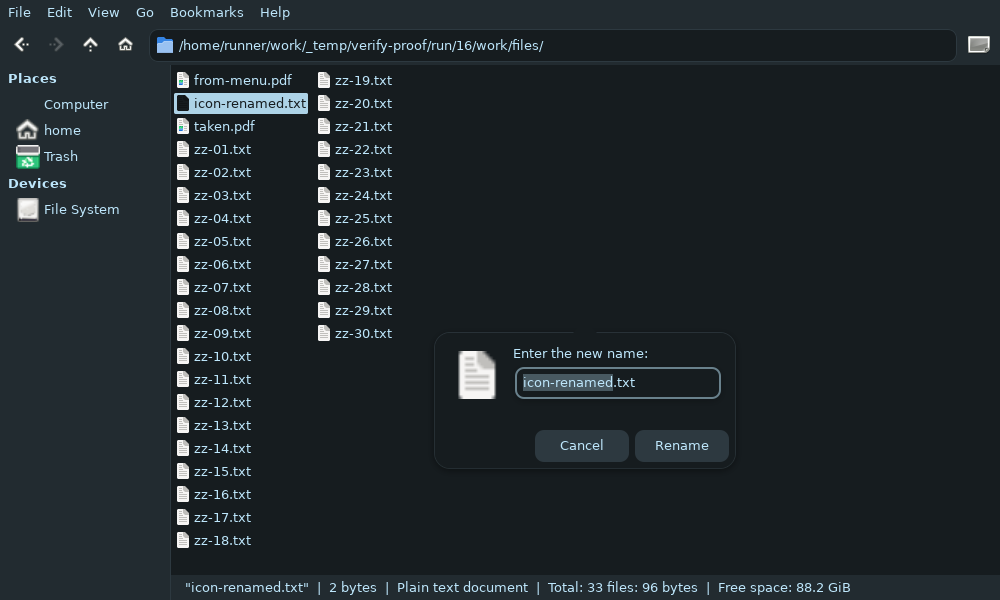 File Edit View Go Bookmarks Help
/home/runner/work/_temp/verify-proof/run/16/work/files/
Places
Computer
home
Trash
Devices
File System
from-menu.pdf
icon-renamed.txt
taken.pdf
zz-01.txt
zz-02.txt
zz-03.txt
zz-04.txt
zz-05.txt
zz-06.txt
zz-07.txt
zz-08.txt
zz-09.txt
zz-10.txt
zz-11.txt
zz-12.txt
zz-13.txt
zz-14.txt
zz-15.txt
zz-16.txt
zz-17.txt
zz-18.txt
zz-19.txt
zz-20.txt
zz-21.txt
zz-22.txt
zz-23.txt
zz-24.txt
zz-25.txt
zz-26.txt
zz-27.txt
zz-28.txt
zz-29.txt
zz-30.txt
Enter the new name:
icon-renamed.txt
Cancel Rename
"icon-renamed.txt" | 2 bytes | Plain text document | Total: 33 files: 96 bytes | Free space: 88.2 GiB